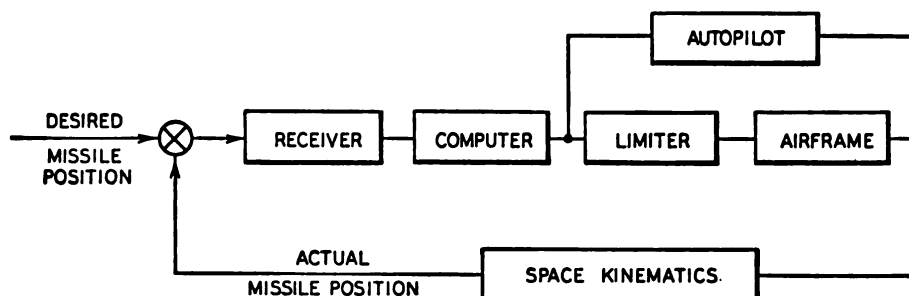 AUTOPILOT
DESIRED
MISSILE
POSITION
RECEIVER
COMPUTER
LIMITER
AIRFRAME
ACTUAL
MISSILE POSITION
SPACE KINEMATICS.